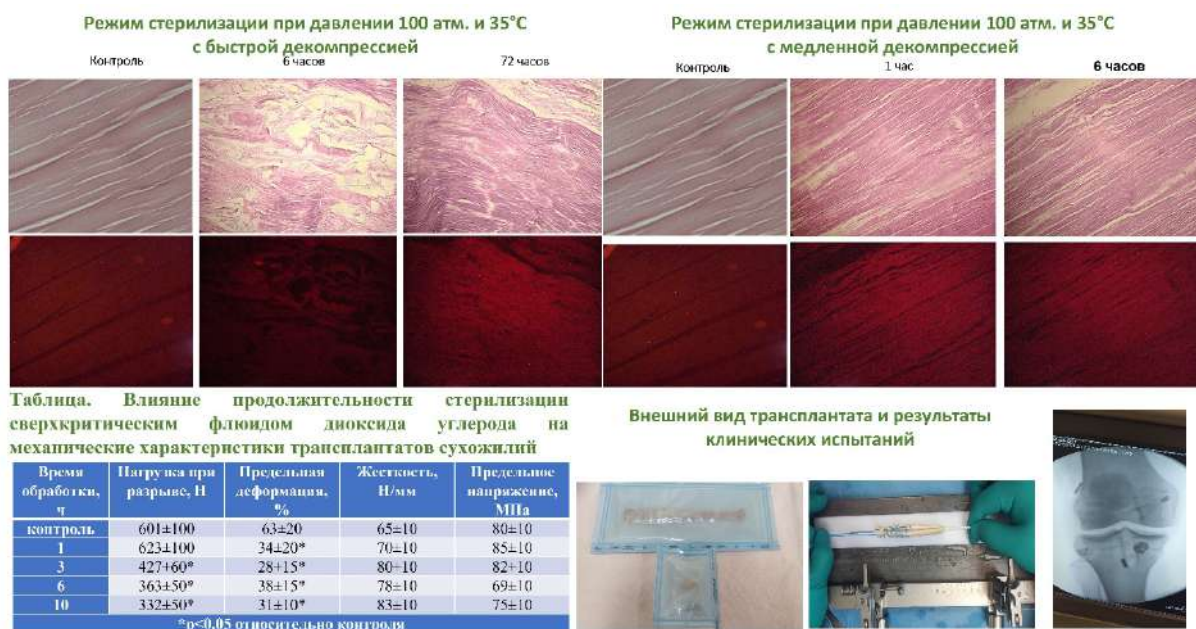 Режим стерилизации при давлении 100 атм. и 35°С
с быстрой декомпрессией
Контроль
6 часов
72 часов
Режим стерилизации при давлении 100 атм. и 35°С
с медленной декомпрессией
Контроль
1 час
6 часов
Таблица. Влияние продолжительности стерилизации
сверхкритическим флюидом диоксида углерода на
механические характеристики трансплантатов сухожилий
Время обработки, ч | Нагрузка при разрыве, Н | Предельная деформация, % | Жесткость, Н/мм | Предельное напряжение, МПа
контроль | 601±100 | 63±20 | 65±10 | 80±10
1 | 623±100 | 34±20* | 70±10 | 85±10
3 | 427±60* | 28±15* | 80±10 | 82±10
6 | 363±50* | 38±15* | 78±10 | 69±10
10 | 332±50* | 31±10* | 83±10 | 75±10
*p<0,05 относительно контроля
Внешний вид трансплантата и результаты
клинических испытаний